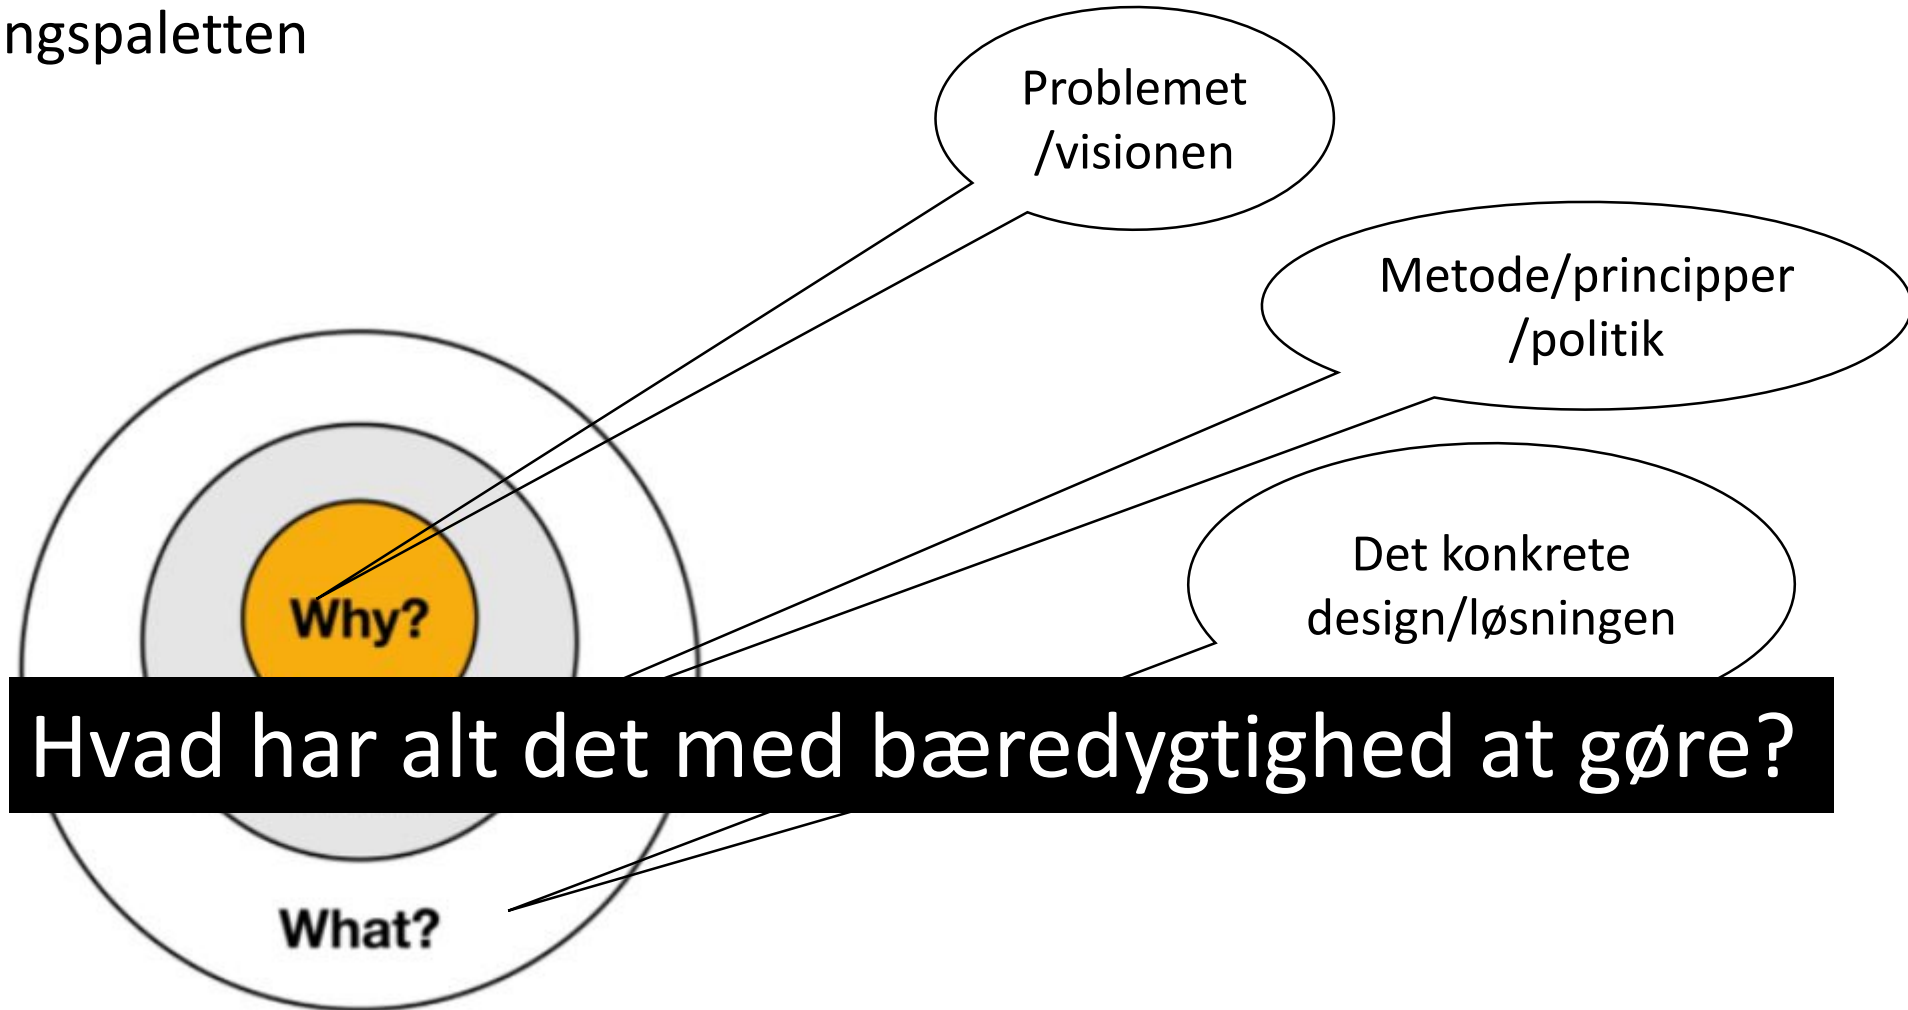 ngspaletten
Problemet
/visionen
Metode/principper
/politik
Det konkrete
design/løsningen
Why?
Hvad har alt det med bæredygtighed at gøre?
What?